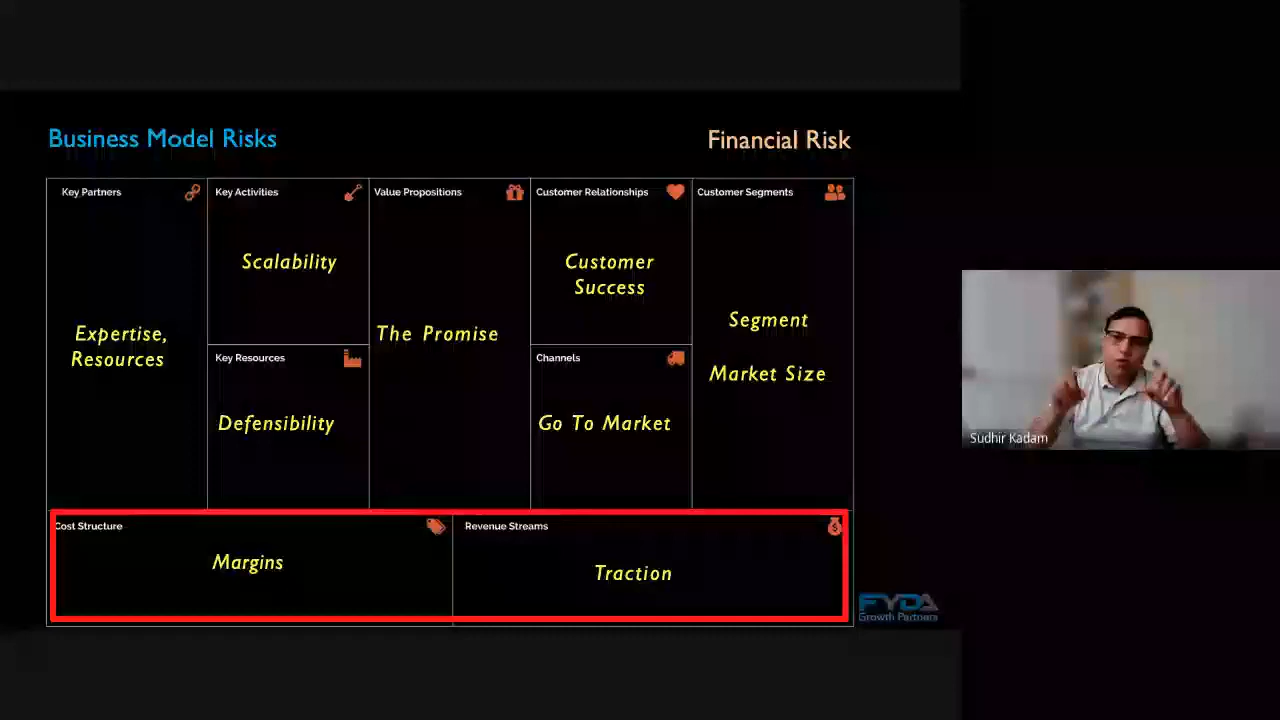 Business Model Risks
Financial Risk
Key Partners
Expertise,
Resources
Key Activities
Scalability
Key Resources
Defensibility
Value Propositions
The Promise
Customer Relationships
Customer
Success
Channels
Go To Market
Customer Segments
Segment
Market Size
Cost Structure
Margins
Revenue Streams
Traction
$
FYDA
Growth Partners
Sudhir Kadam